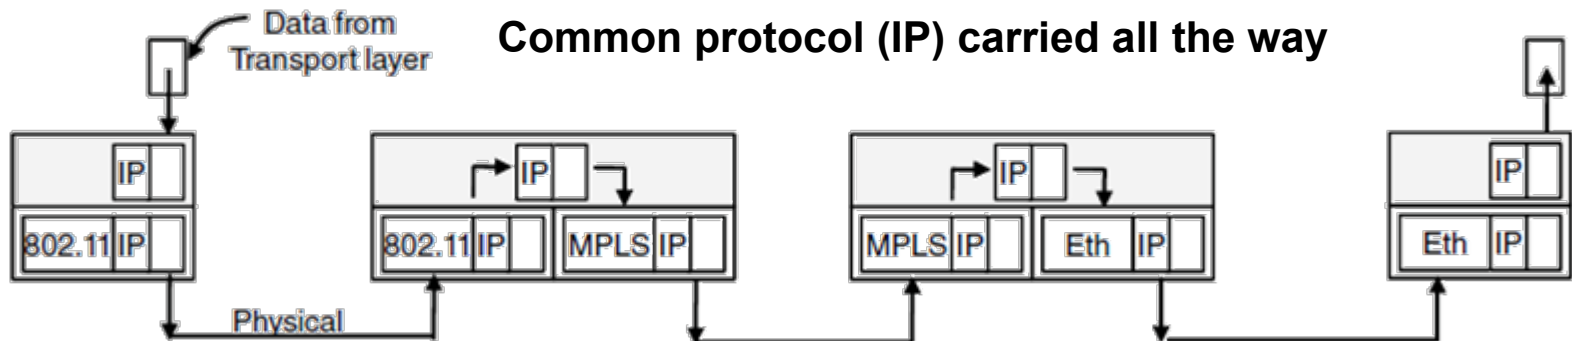 Data from
Transport layer
Common protocol (IP) carried all the way
IP
IP
IP
IP
802.11 IP
802.11 IP
MPLS IP
MPLS IP
Eth IP
Eth IP
Physical